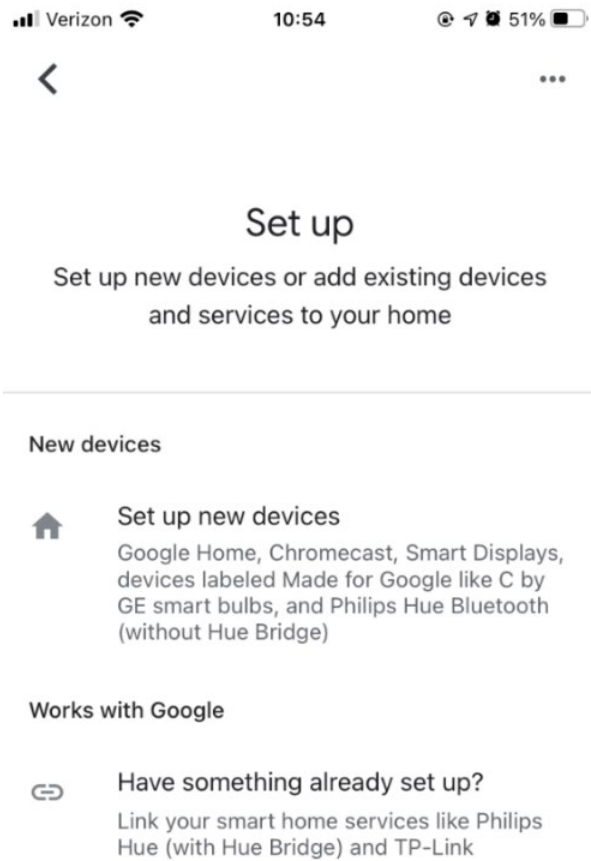 Verizon 10:54 51%
Set up
Set up new devices or add existing devices
and services to your home
New devices
Set up new devices
Google Home, Chromecast, Smart Displays,
devices labeled Made for Google like C by
GE smart bulbs, and Philips Hue Bluetooth
(without Hue Bridge)
Works with Google
Have something already set up?
Link your smart home services like Philips
Hue (with Hue Bridge) and TP-Link